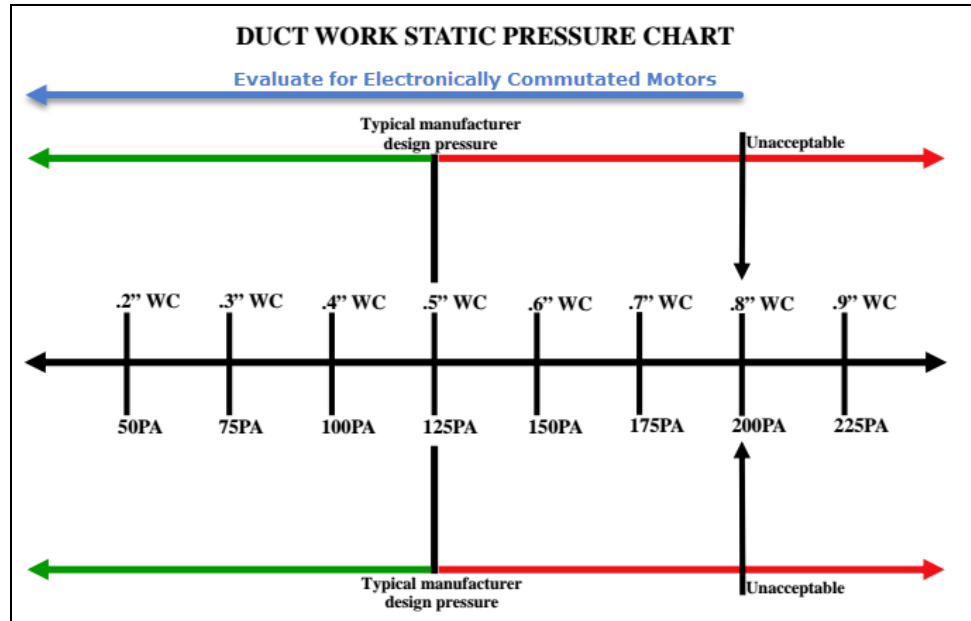 DUCT WORK STATIC PRESSURE CHART
Evaluate for Electronically Commutated Motors
Typical manufacturer
design pressure
Unacceptable
.2” WC .3” WC .4” WC .5” WC .6” WC .7” WC .8” WC .9” WC
50PA 75PA 100PA 125PA 150PA 175PA 200PA 225PA
Typical manufacturer
design pressure
Unacceptable